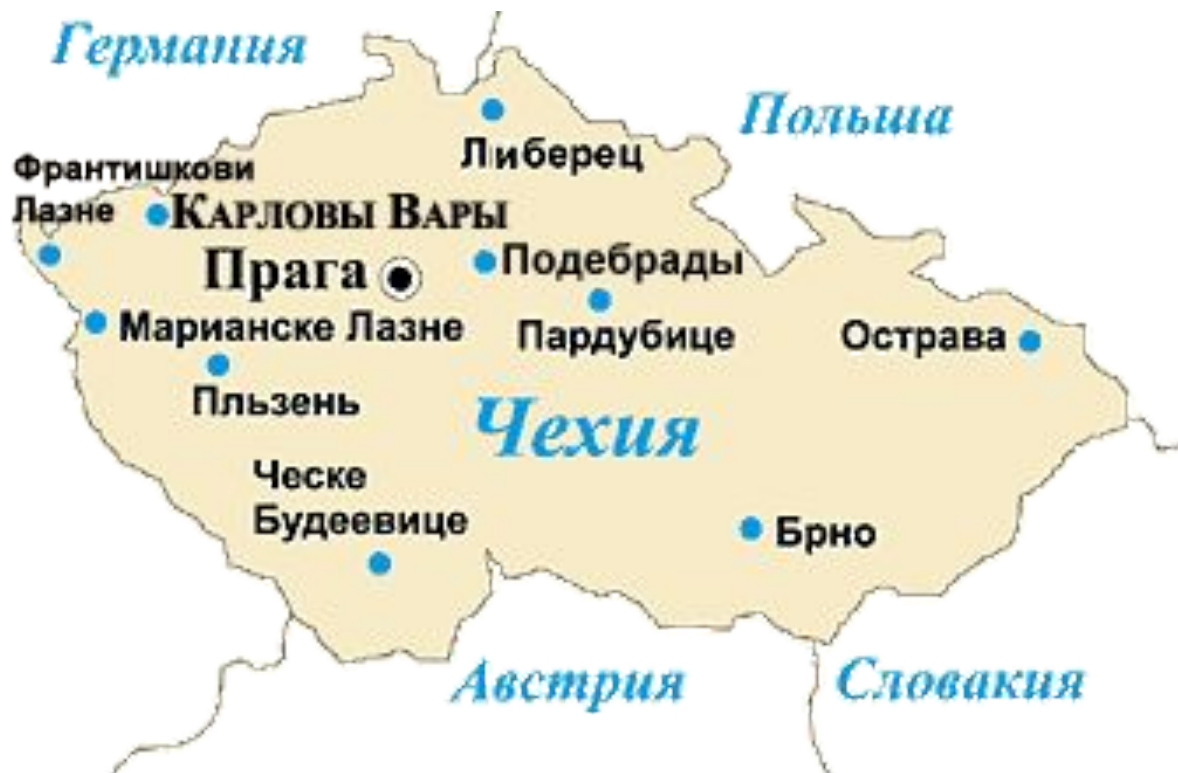 Германия
Польша
Либерец
Франтишкови
Лазне
КАРЛОВЫ ВАРЫ
Прага
Подебрады
Марианске Лазне
Пардубице
Острава
Пльзень
Чехия
Ческе
Будеевице
Брно
Австрия
Словакия